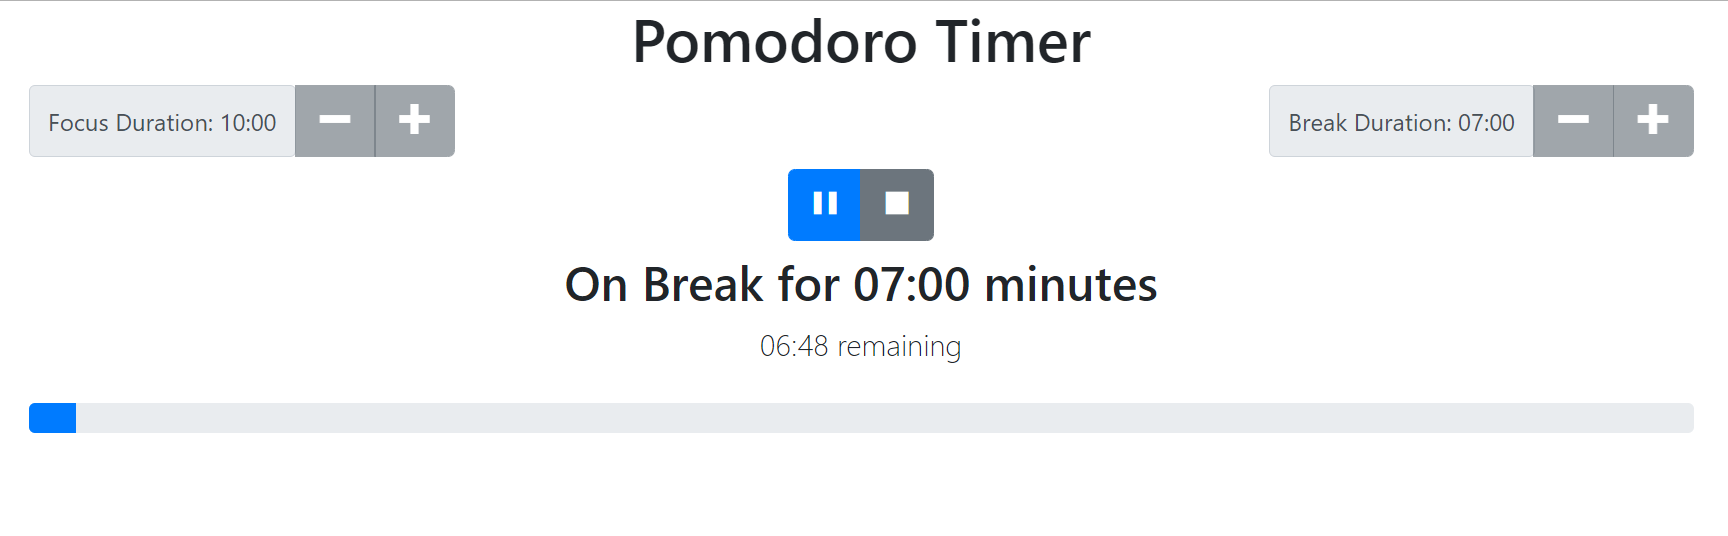 Pomodoro Timer
Focus Duration: 10:00
Break Duration: 07:00
On Break for 07:00 minutes
06:48 remaining